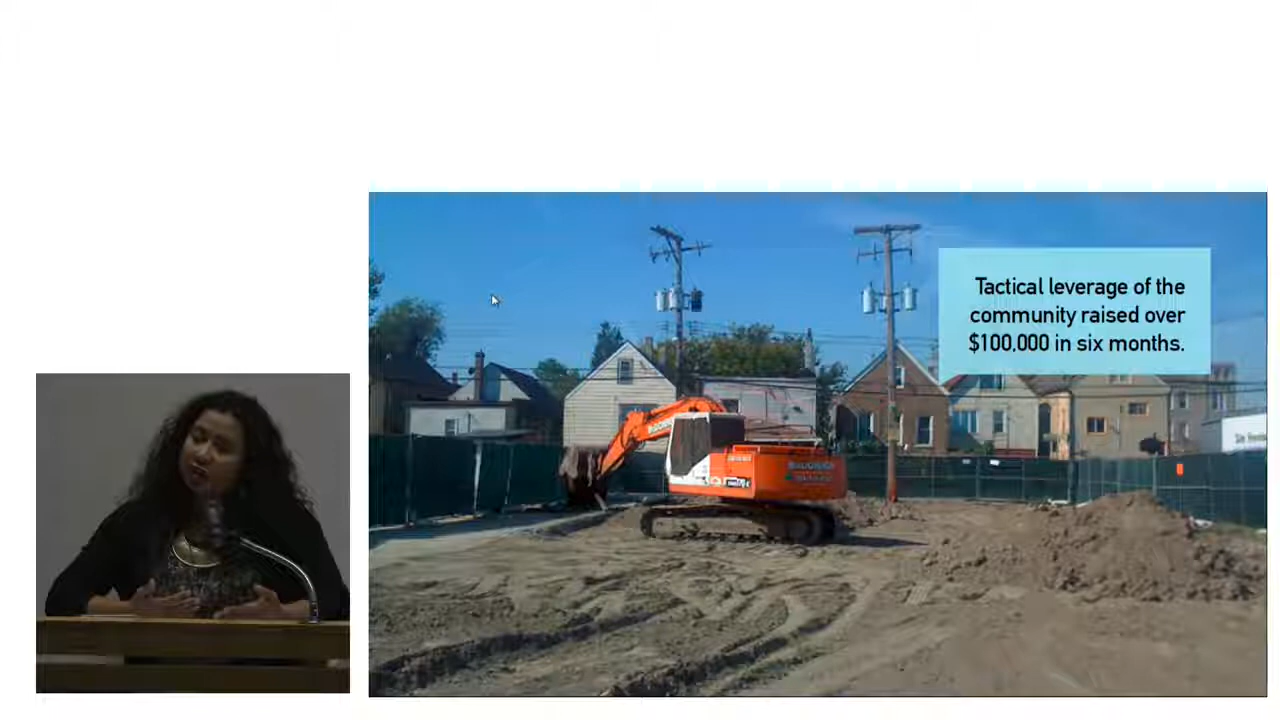 Tactical leverage of the
community raised over
$100,000 in six months.